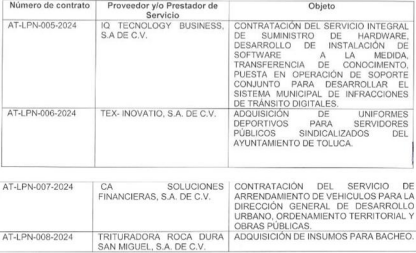 Número de contrato Proveedor y/o Prestador de Servicio Objeto
AT-LPN-005-2024 IQ TECNOLOGY BUSINESS, S.A DE C.V. CONTRATACIÓN DEL SERVICIO INTEGRAL
DE SUMINISTRO DE HARDWARE,
DESARROLLO DE INSTALACIÓN DE
SOFTWARE A LA MEDIDA,
TRANSFERENCIA DE CONOCIMIENTO,
PUESTA EN OPERACIÓN DE SOPORTE
CONJUNTO PARA DESARROLLAR EL
SISTEMA MUNICIPAL DE INFRACCIONES
DE TRÁNSITO DIGITALES.
AT-LPN-006-2024 TEX- INOVATIO, S.A. DE C.V. ADQUISICIÓN DE UNIFORMES
DEPORTIVOS PARA SERVIDORES
PÚBLICOS SINDICALIZADOS DEL
AYUNTAMIENTO DE TOLUCA.
AT-LPN-007-2024 CA SOLUCIONES FINANCIERAS, S.A. DE C.V. CONTRATACIÓN DEL SERVICIO DE
ARRENDAMIENTO DE VEHICULOS PARA LA
DIRECCIÓN GENERAL DE DESARROLLO
URBANO, ORDENAMIENTO TERRITORIAL Y
OBRAS PÚBLICAS.
AT-LPN-008-2024 TRITURADORA ROCA DURA SAN MIGUEL, S.A. DE C.V. ADQUISICIÓN DE INSUMOS PARA BACHEO.